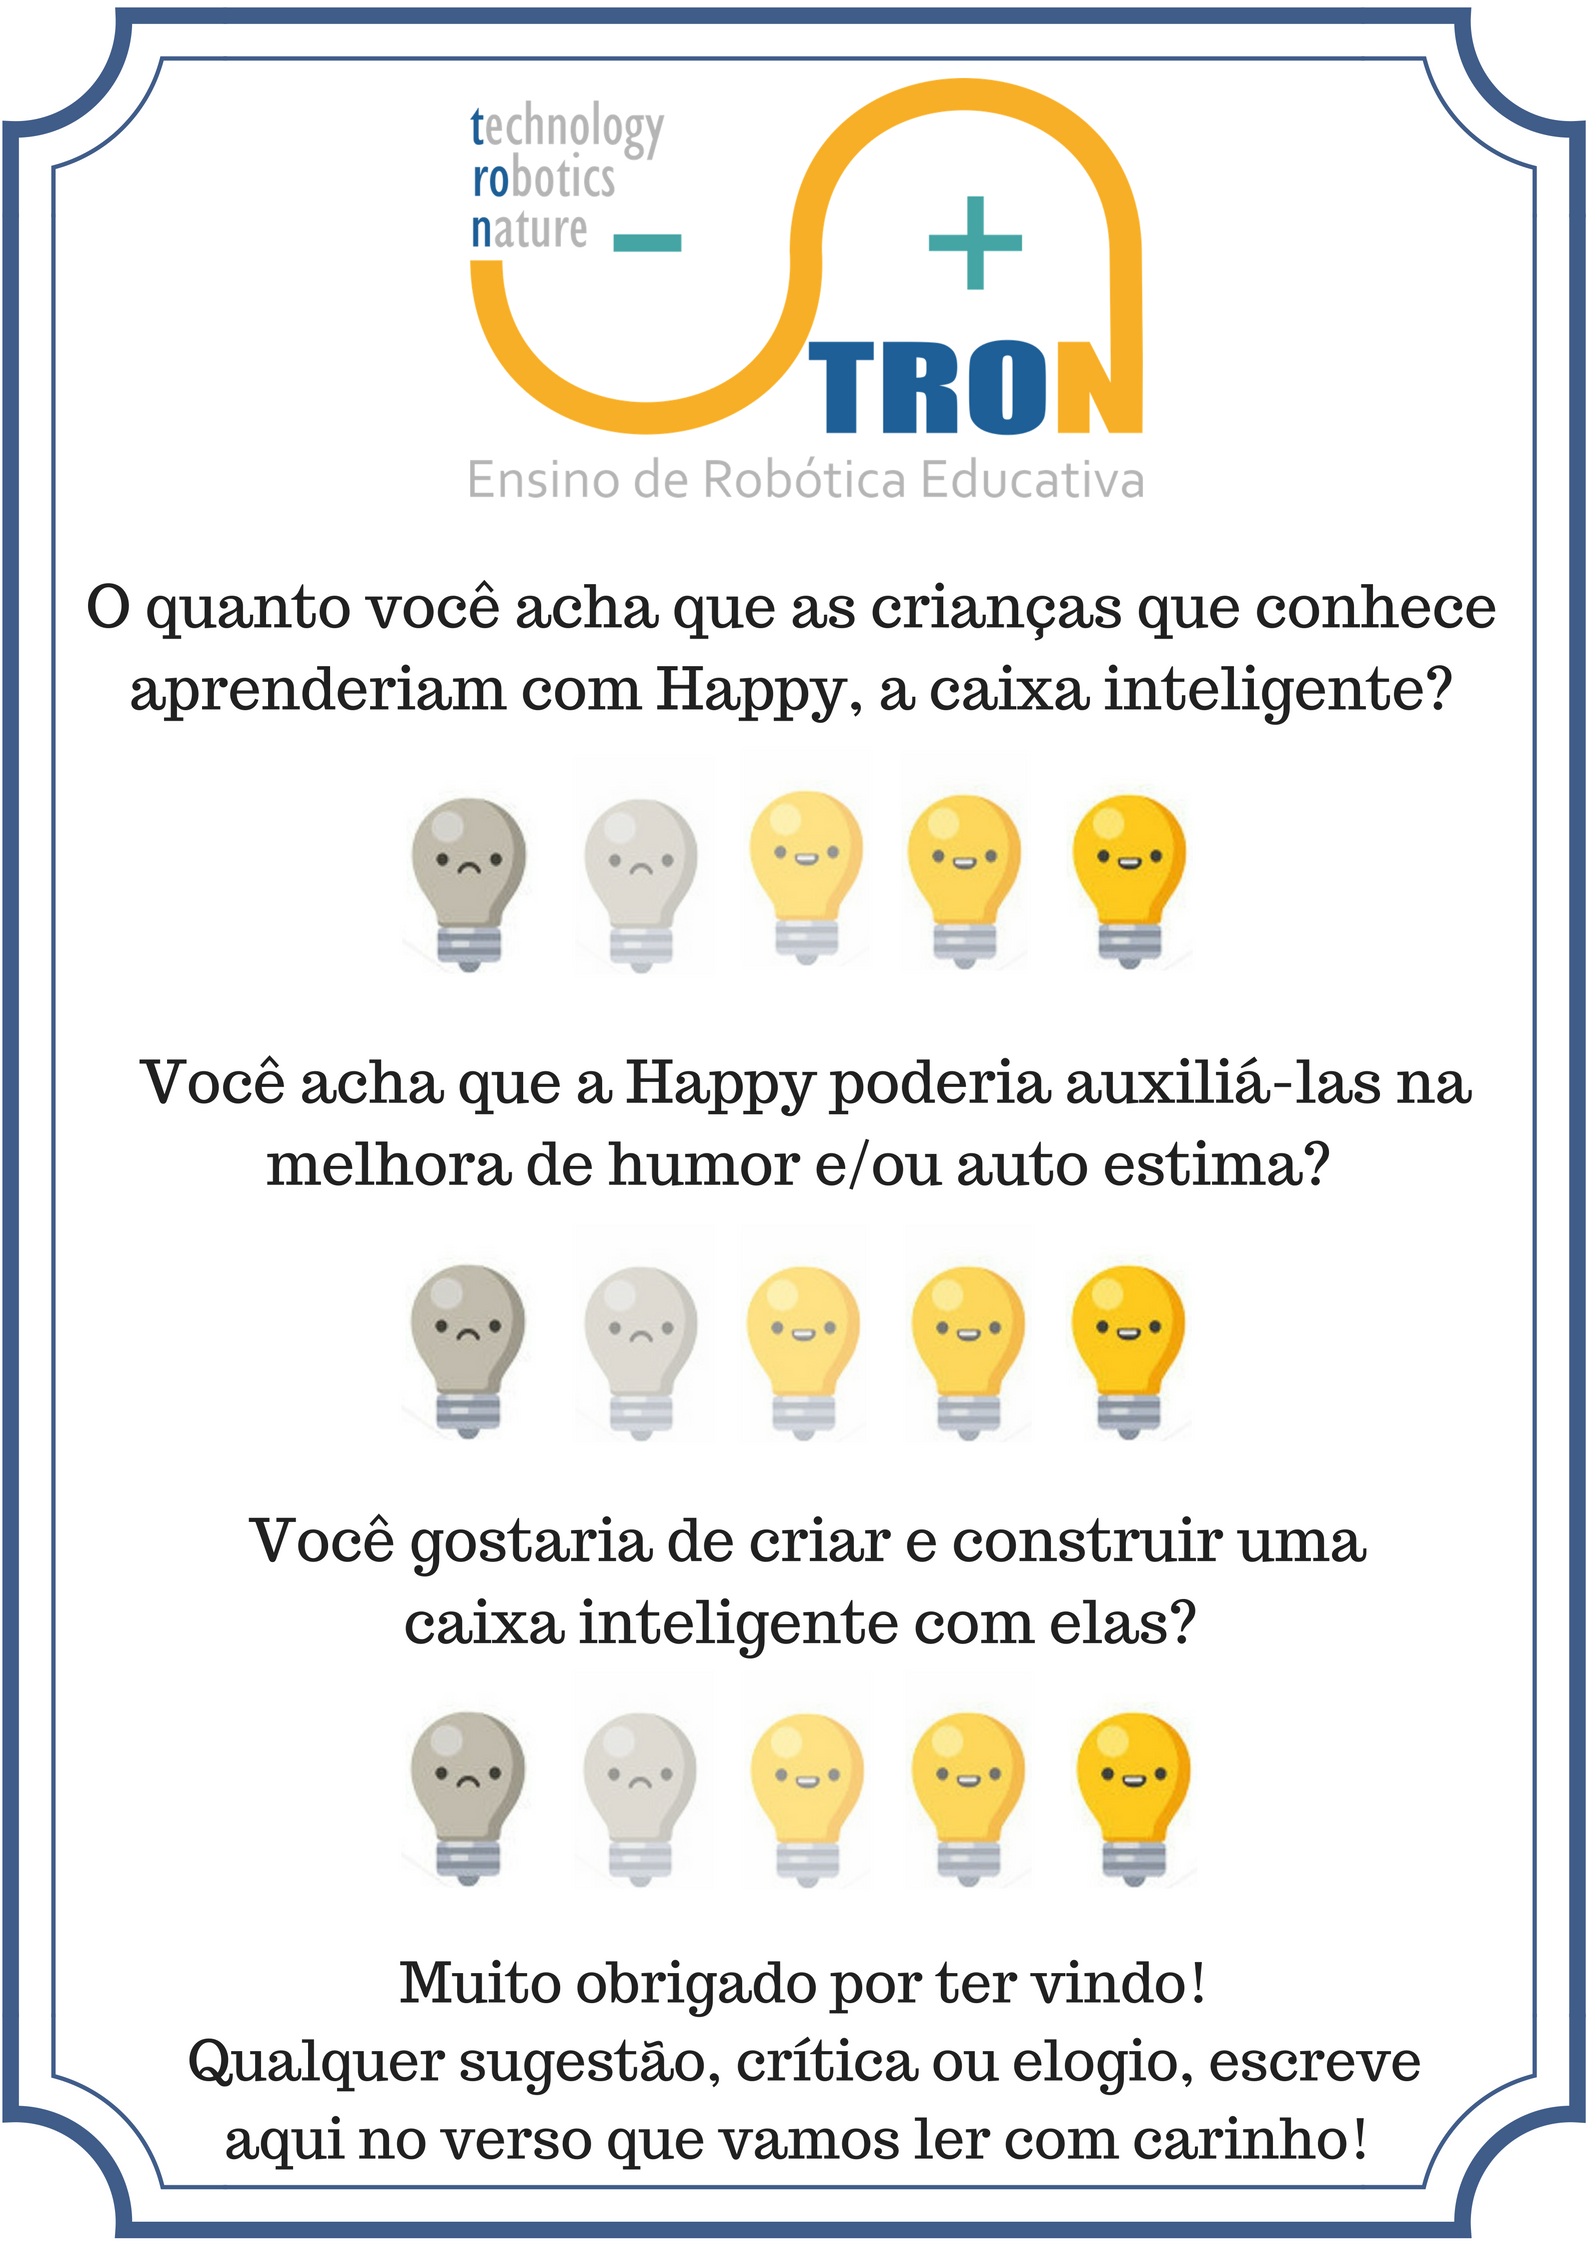 technology
robotics
nature
TRON
Ensino de Robótica Educativa
O quanto você acha que as crianças que conhece
aprenderiam com Happy, a caixa inteligente?
Você acha que a Happy poderia auxiliá-las na
melhora de humor e/ou auto estima?
Você gostaria de criar e construir uma
caixa inteligente com elas?
Muito obrigado por ter vindo!
Qualquer sugestão, crítica ou elogio, escreve
aqui no verso que vamos ler com carinho!